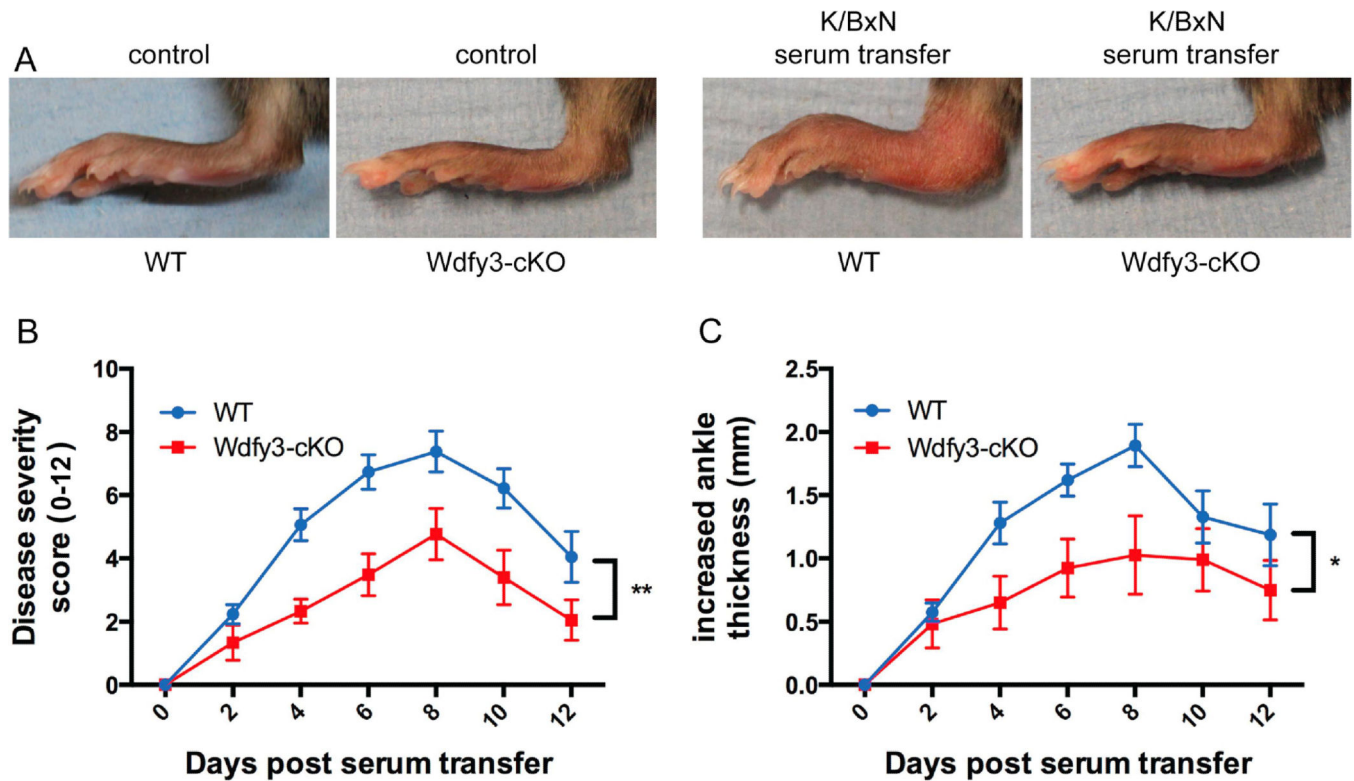 A
control
control
K/BxN
serum transfer
K/BxN
serum transfer
WT
Wdfy3-cKO
WT
Wdfy3-cKO
B
10
8
6
4
2
0
Disease severity
score (0-12)
WT
Wdfy3-cKO
**
0
2
4
6
8
10
12
Days post serum transfer
C
2.5
2.0
1.5
1.0
0.5
0.0
increased ankle
thickness (mm)
WT
Wdfy3-cKO
*
0
2
4
6
8
10
12
Days post serum transfer